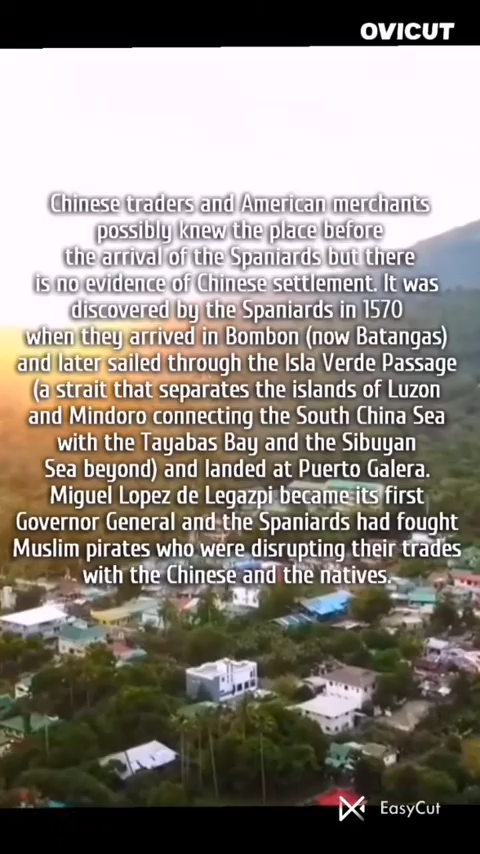 OVICUT
Chinese traders and American merchants
possibly knew the place before
the arrival of the Spaniards but there
is no evidence of Chinese settlement. It was
discovered by the Spaniards in 1570
when they arrived in Bombon (now Batangas)
and later sailed through the Isla Verde Passage
(a strait that separates the islands of Luzon
and Mindoro connecting the South China Sea
with the Tayabas Bay and the Sibuyan
Sea beyond) and landed at Puerto Galera.
Miguel Lopez de Legazpi became its first
Governor General and the Spaniards had fought
Muslim pirates who were disrupting their trades
with the Chinese and the natives.
EasyCut